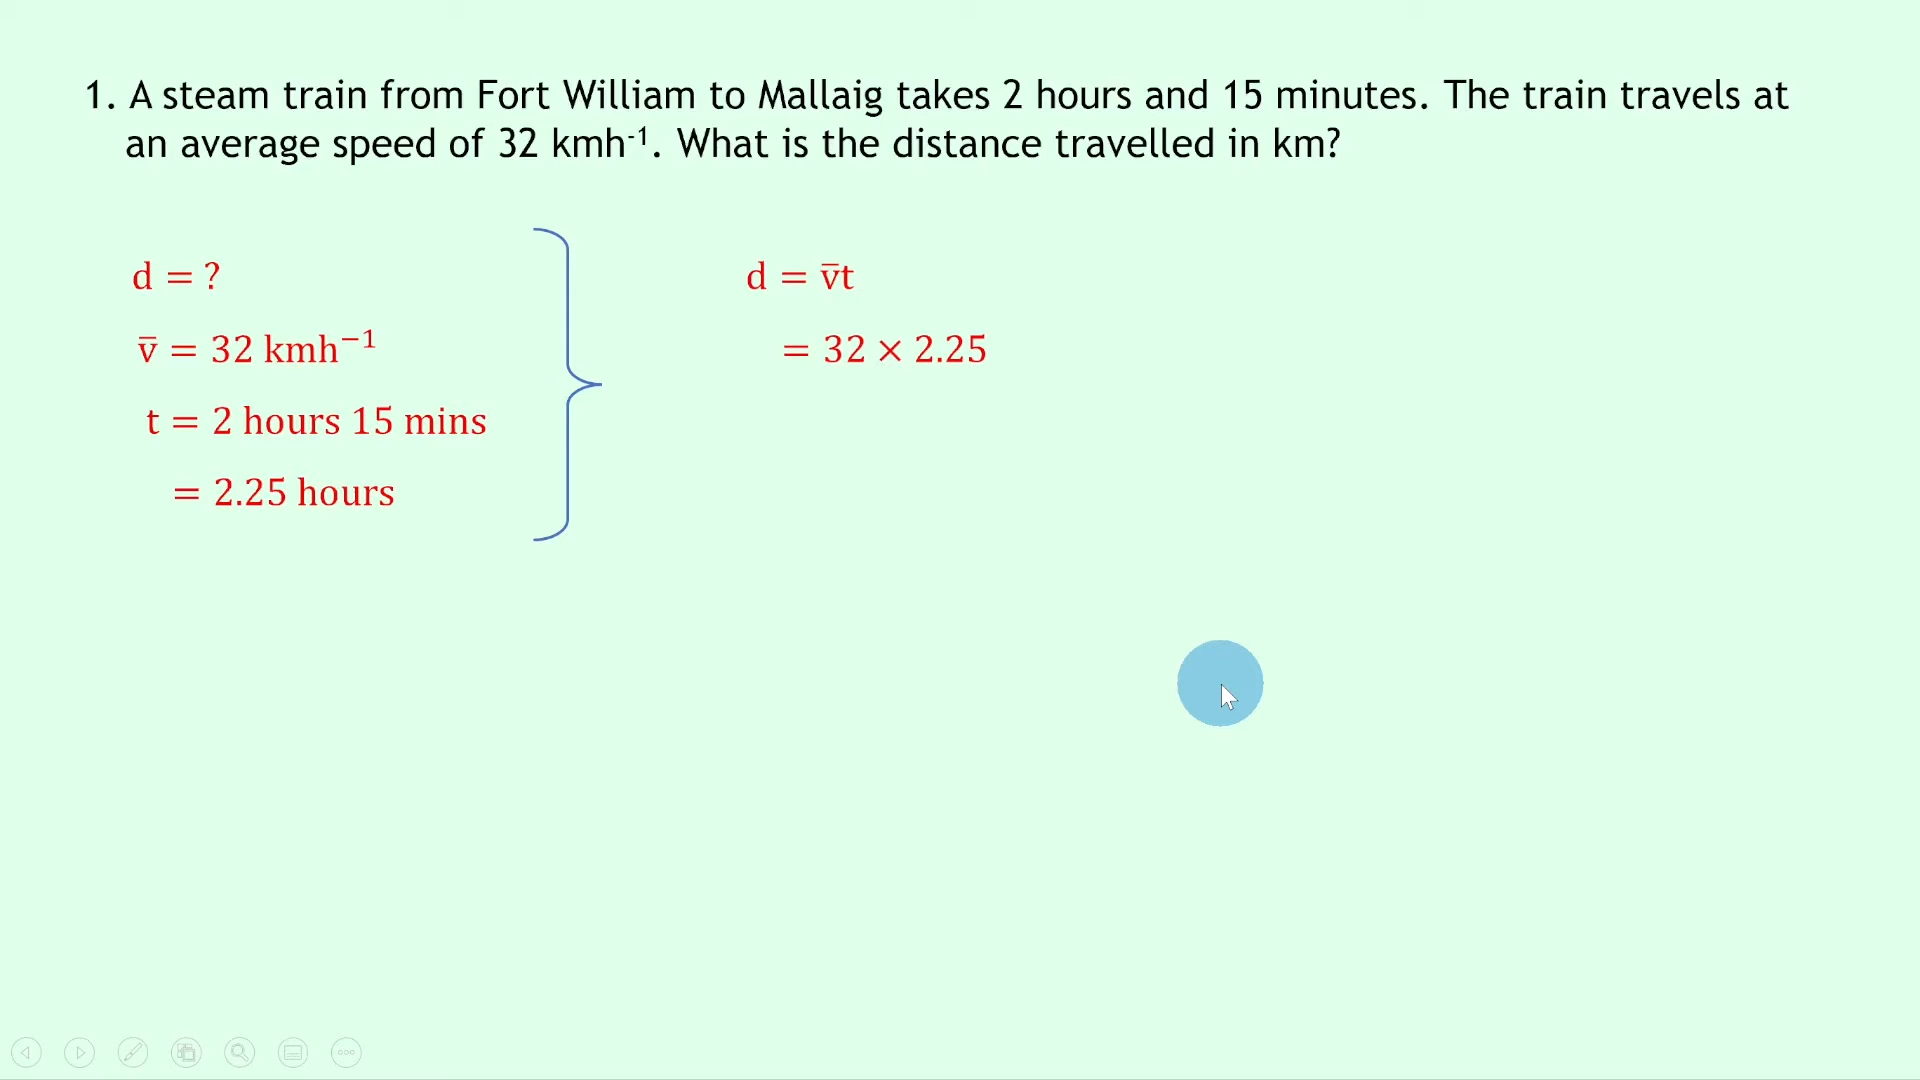 1. A steam train from Fort William to Mallaig takes 2 hours and 15 minutes. The train travels at
an average speed of 32 kmh⁻¹. What is the distance travelled in km?
d = ?
v̄ = 32 kmh⁻¹
t = 2 hours 15 mins
= 2.25 hours
d = v̄t
= 32 × 2.25